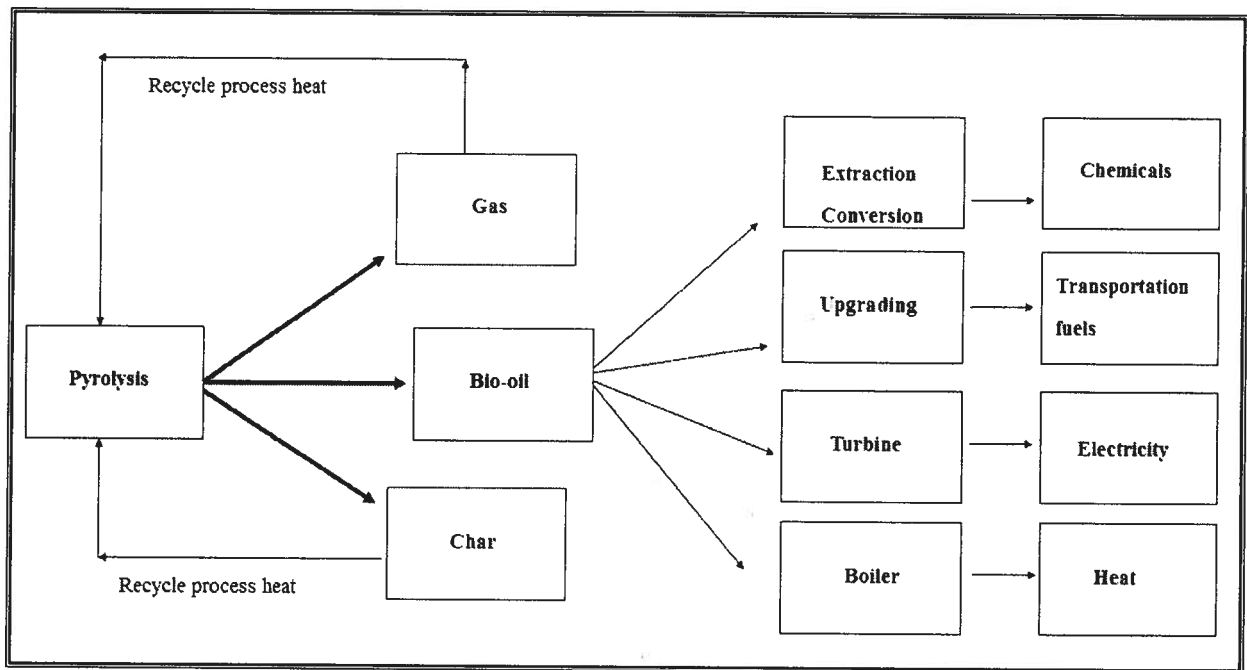 Recycle process heat
Gas
Extraction
Conversion
Chemicals
Pyrolysis
Bio-oil
Upgrading
Transportation
fuels
Turbine
Electricity
Char
Recycle process heat
Boiler
Heat